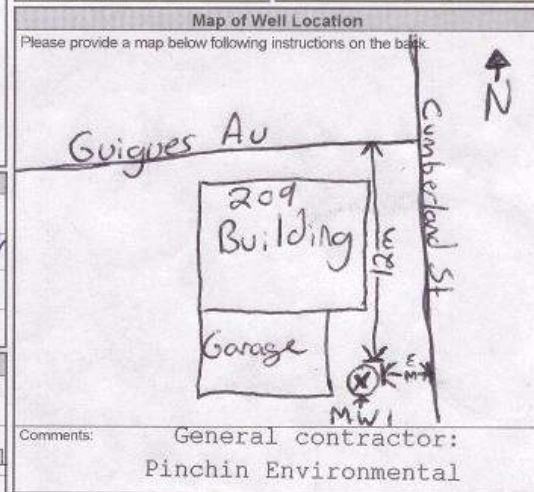 Map of Well Location
Please provide a map below following instructions on the back.
N
Guigues Av
Cumberland St
209
Building
Garage
MW1
Comments: General contractor:
Pinchin Environmental